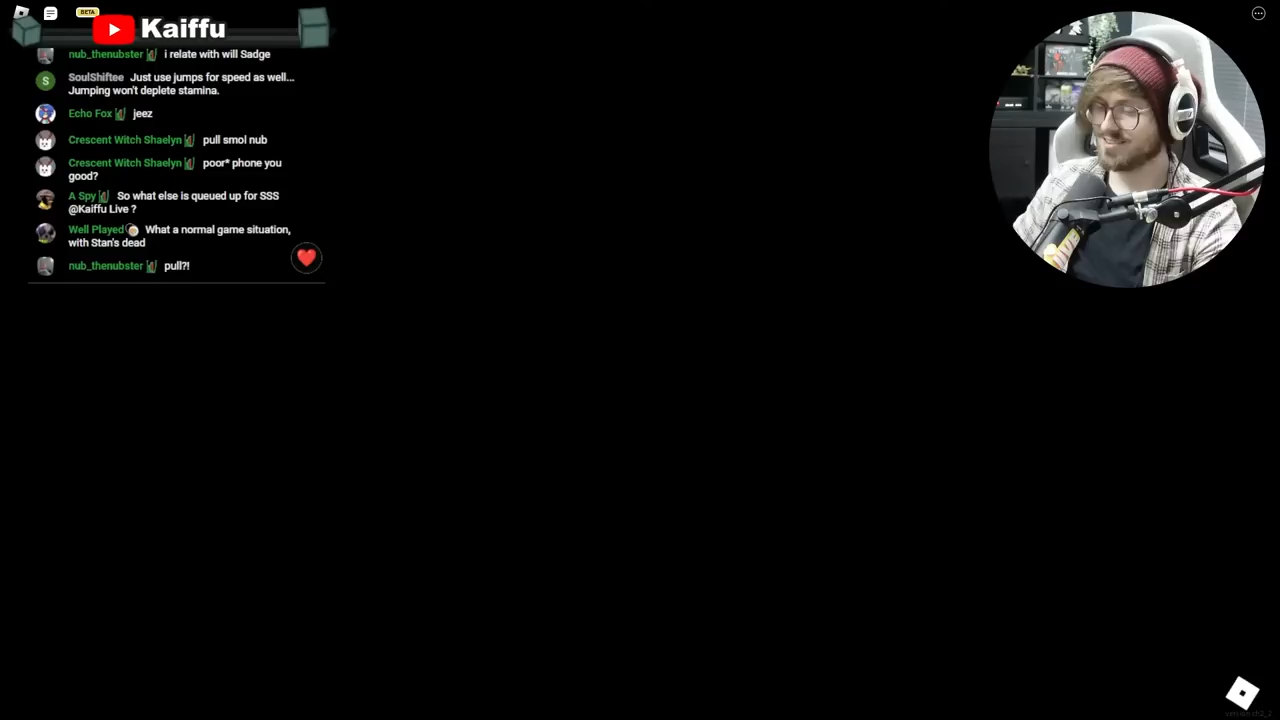 BETA
Kaiffu
nub_thenubster i relate with will Sadge
SoulShiftee Just use jumps for speed as well...
Jumping won't deplete stamina.
Echo Fox jeez
Crescent Witch Shaelyn pull smol nub
Crescent Witch Shaelyn poor* phone you
good?
A Spy So what else is queued up for SSS
@Kaiffu Live ?
Well Played What a normal game situation,
with Stan's dead
nub_thenubster pull?!